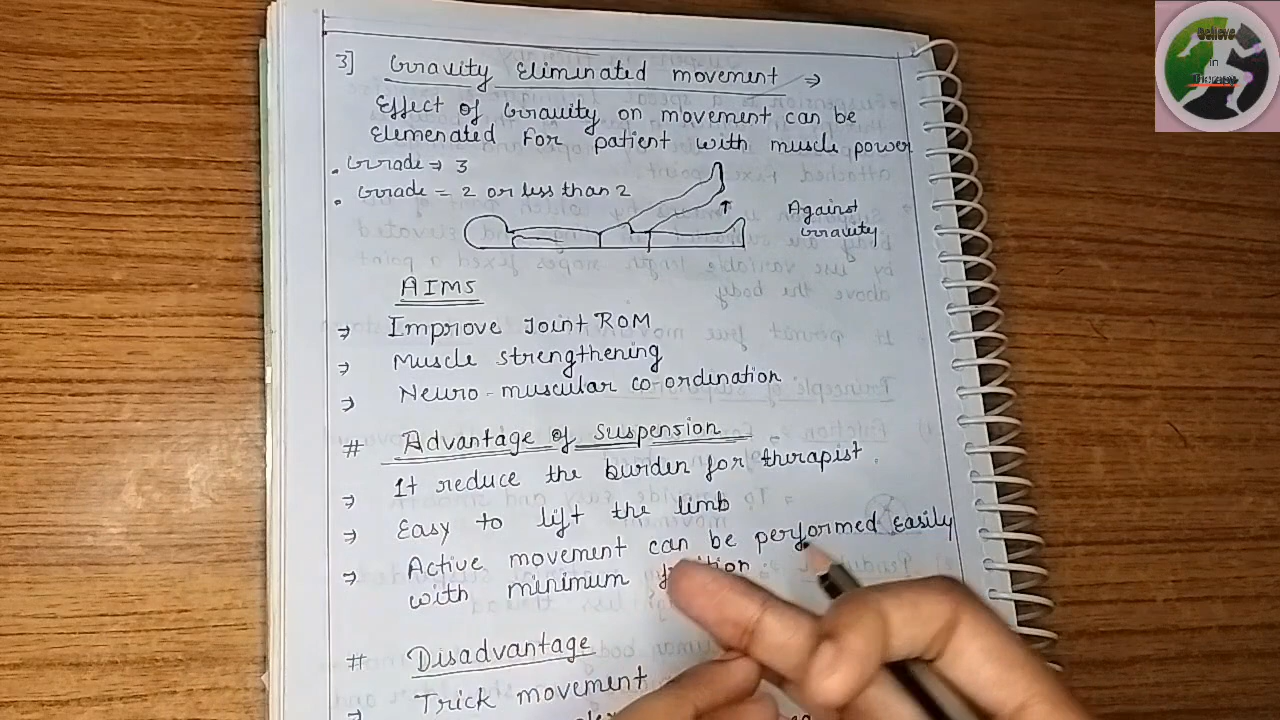 3] Gravity Eliminated movement →
Effect of Gravity on movement can be
Elemenated For patient with muscle power
. Grade → 3
. Grade = 2 or less than 2
Against
Gravity
AIMS
→ Improve Joint ROM
→ Muscle strengthening
→ Neuro - muscular co-ordination
# Advantage of Suspension
→ It reduce the burden for therapist.
→ Easy to lift the limb
→ Active movement can be performed easily
with minimum
# Disadvantage
→ Trick movement
Believe
in
Therapy